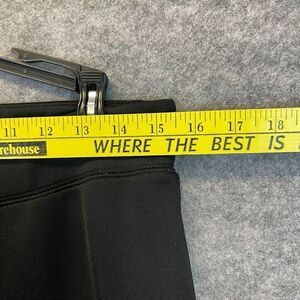 11 12 13 14 15 16 17 18
rehouse WHERE THE BEST IS